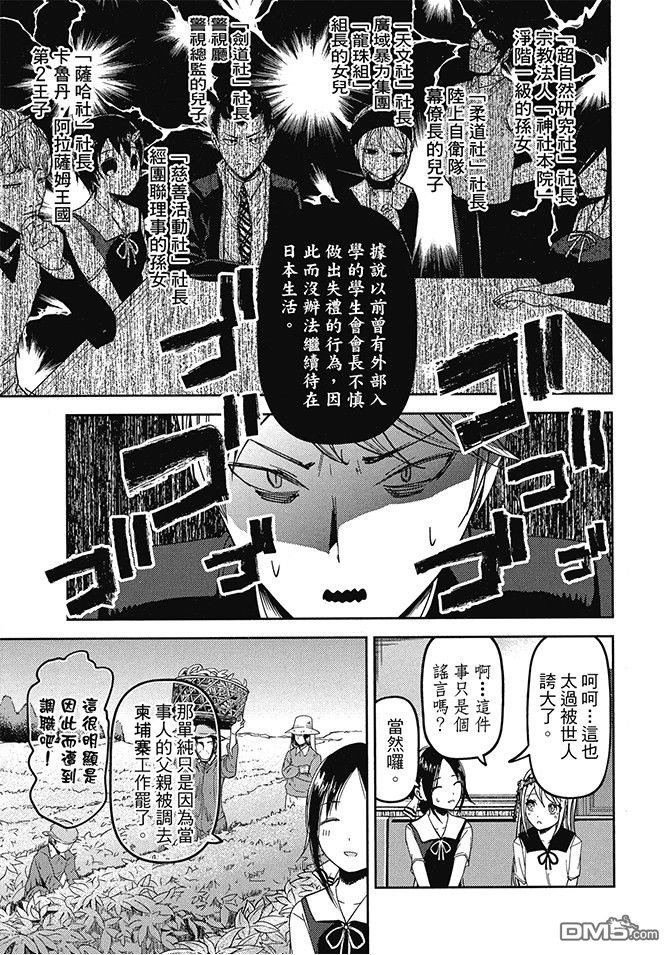 「超自然研究社」社長
宗教法人「神社本院」
淨階一級的孫女
「柔道社」社長
陸上自衛隊
幕僚長的兒子
「天文社」社長
廣域暴力集團
「龍珠組」
組長的女兒
「劍道社」社長
警視廳
警視總監的兒子
「慈善活動社」社長
經團聯理事的孫女
「薩哈社」社長
卡魯丹‧阿拉薩姆王國
第2王子
據說以前曾有外部入
學的學生會會長不慎
做出失禮的行為，因
此而沒辦法繼續待在
日本生活。
ゴゴゴ
ゴゴゴ
呵呵…這也
太過被世人
誇大了。
啊…這件
事只是個
謠言嗎？
當然囉。
那單純只是因為當
事人的父親被調去
柬埔寨工作罷了。
這很明顯是
因此而遭到
調職吧！
DM5.com